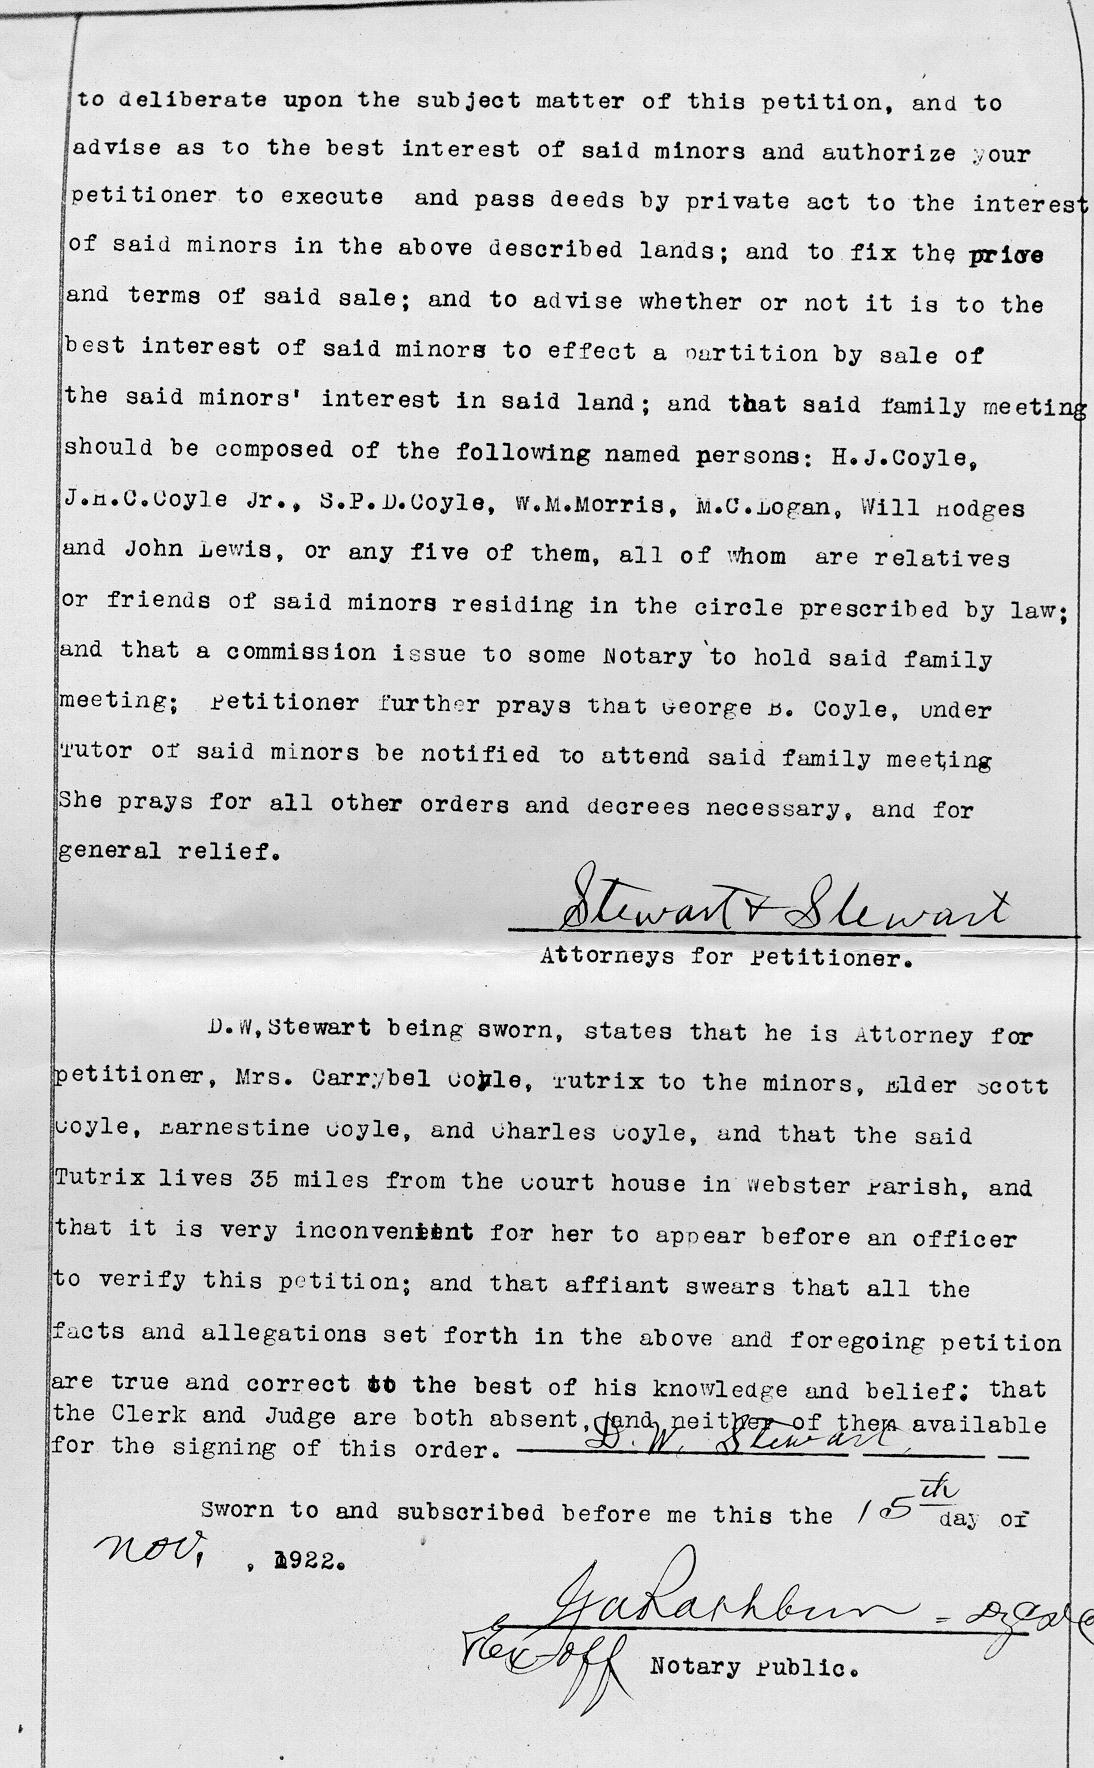 to deliberate upon the subject matter of this petition, and to
advise as to the best interest of said minors and authorize your
petitioner to execute and pass deeds by private act to the interest
of said minors in the above described lands; and to fix the price
and terms of said sale; and to advise whether or not it is to the
best interest of said minors to effect a partition by sale of
the said minors' interest in said land; and that said family meeting
should be composed of the following named persons: H.J.Coyle,
J.H.C.Coyle Jr., S.P.D.Coyle, W.M.Morris, M.C.Logan, Will Hodges
and John Lewis, or any five of them, all of whom are relatives
or friends of said minors residing in the circle prescribed by law;
and that a commission issue to some Notary to hold said family
meeting; Petitioner further prays that George B. Coyle, Under
Tutor of said minors be notified to attend said family meeting
She prays for all other orders and decrees necessary, and for
general relief.
Stewart & Stewart
Attorneys for Petitioner.
D.W,Stewart being sworn, states that he is Attorney for
petitioner, Mrs. Carrybel Coyle, Tutrix to the minors, Elder Scott
Coyle, Earnestine Coyle, and Charles Coyle, and that the said
Tutrix lives 35 miles from the Court house in Webster Parish, and
that it is very inconvenient for her to appear before an officer
to verify this petition; and that affiant swears that all the
facts and allegations set forth in the above and foregoing petition
are true and correct to the best of his knowledge and belief; that
the Clerk and Judge are both absent, and neither of them available
for the signing of this order.
D. W. Stewart
Sworn to and subscribed before me this the 15th day of
Nov. , 1922.
Rathbun
& Ex off Notary Public.